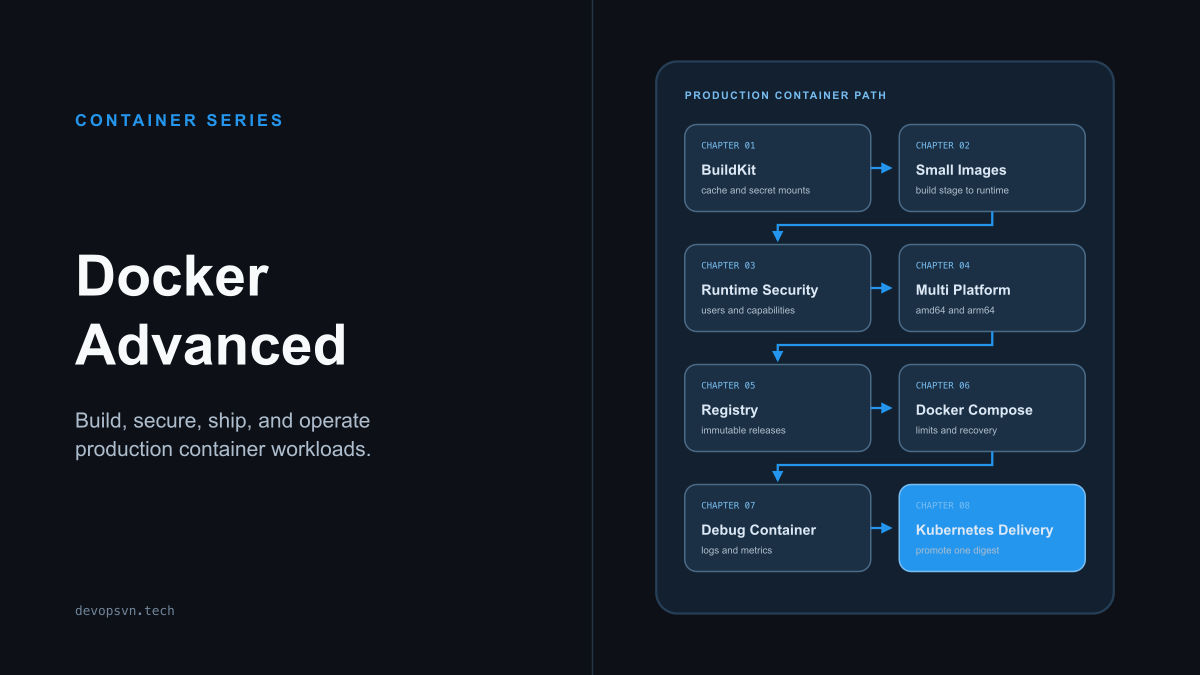 CONTAINER SERIES
Docker
Advanced
Build, secure, ship, and operate
production container workloads.
devopsvn.tech
PRODUCTION CONTAINER PATH
CHAPTER 01
BuildKit
cache and secret mounts
CHAPTER 02
Small Images
build stage to runtime
CHAPTER 03
Runtime Security
users and capabilities
CHAPTER 04
Multi Platform
amd64 and arm64
CHAPTER 05
Registry
immutable releases
CHAPTER 06
Docker Compose
limits and recovery
CHAPTER 07
Debug Container
logs and metrics
CHAPTER 08
Kubernetes Delivery
promote one digest